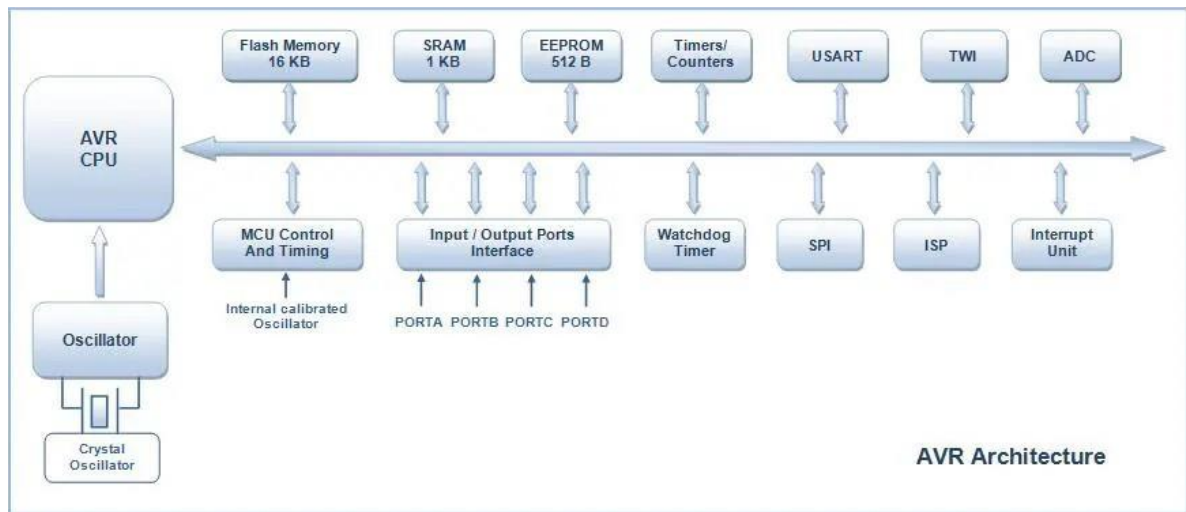 Flash Memory
16 KB
SRAM
1 KB
EEPROM
512 B
Timers/
Counters
USART
TWI
ADC
AVR
CPU
MCU Control
And Timing
Input / Output Ports
Interface
Watchdog
Timer
SPI
ISP
Interrupt
Unit
Internal calibrated
Oscillator
PORTA
PORTB
PORTC
PORTD
Oscillator
Crystal
Oscillator
AVR Architecture